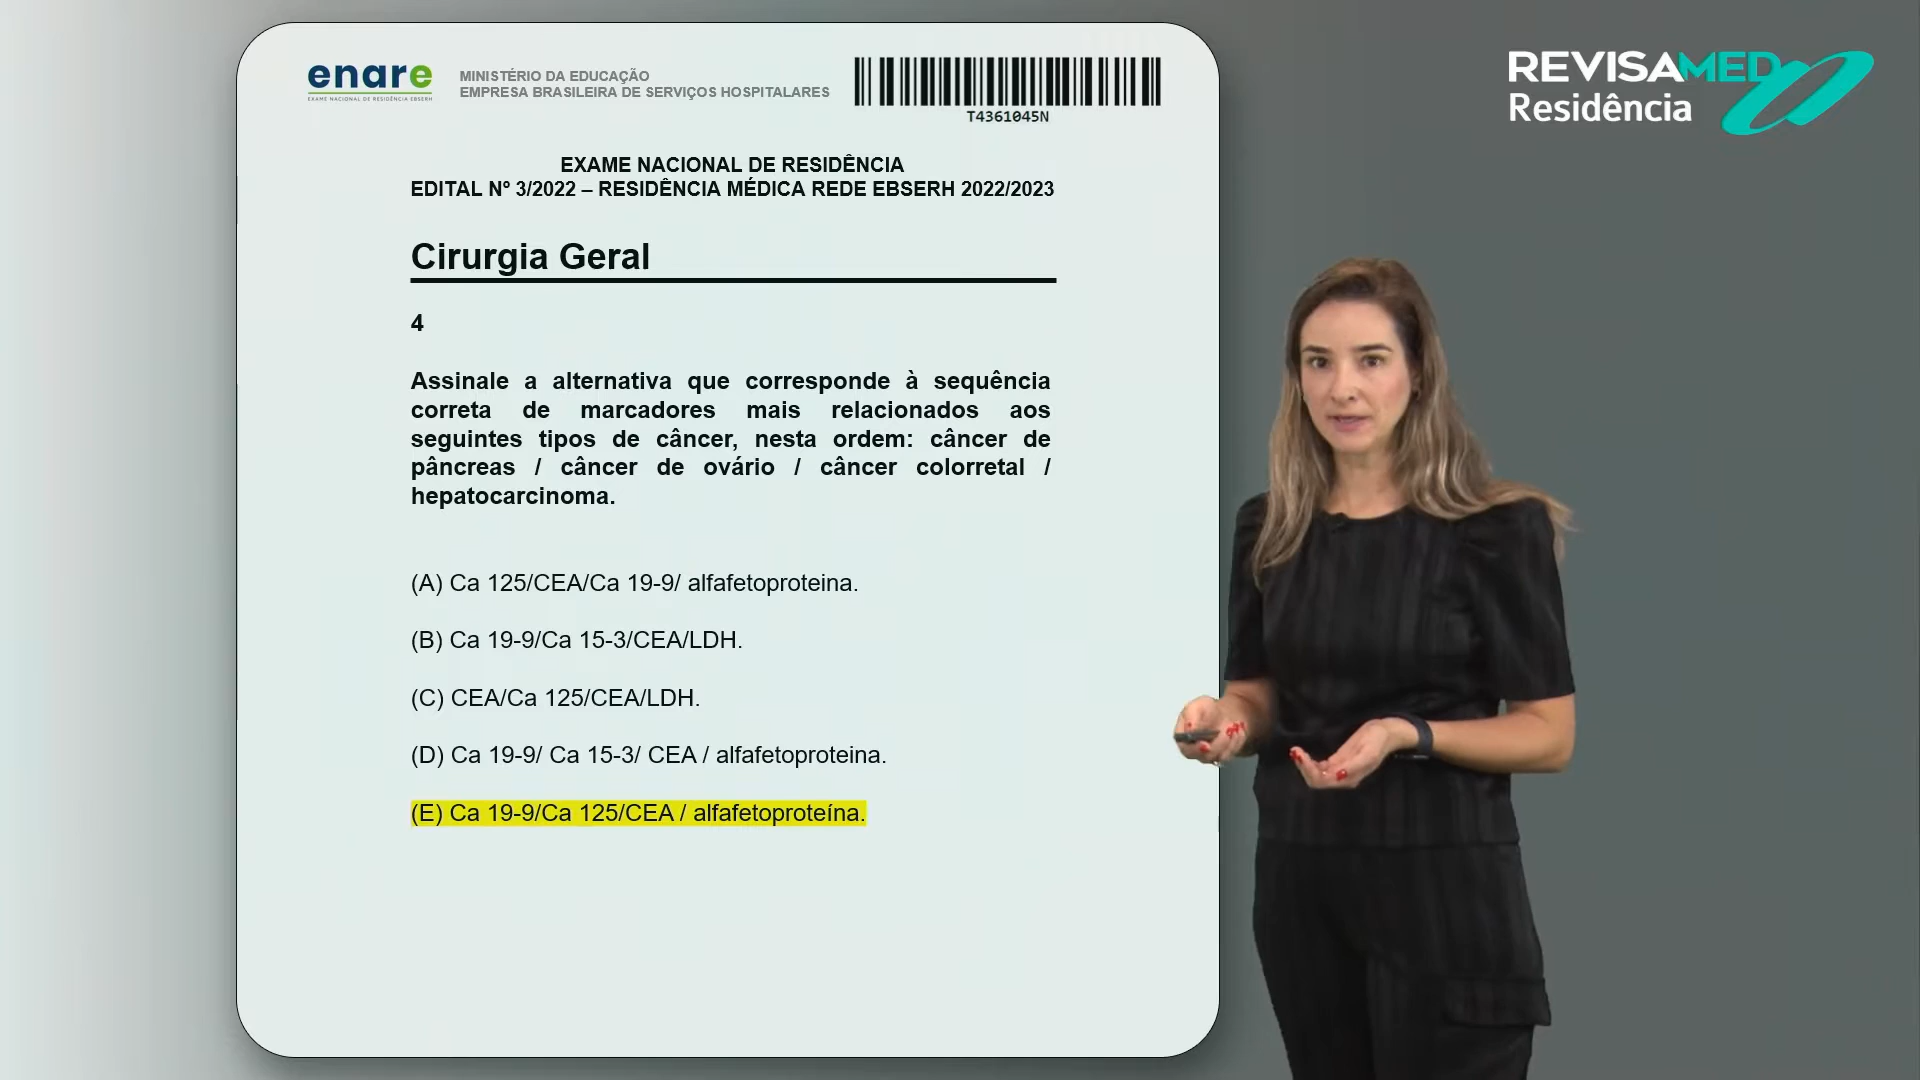 enare
EXAME NACIONAL DE RESIDÊNCIA EBSERH
MINISTÉRIO DA EDUCAÇÃO
EMPRESA BRASILEIRA DE SERVIÇOS HOSPITALARES
T4361045N
REVISAMED
Residência
EXAME NACIONAL DE RESIDÊNCIA
EDITAL Nº 3/2022 – RESIDÊNCIA MÉDICA REDE EBSERH 2022/2023
Cirurgia Geral
4
Assinale a alternativa que corresponde à sequência
correta de marcadores mais relacionados aos
seguintes tipos de câncer, nesta ordem: câncer de
pâncreas / câncer de ovário / câncer colorretal /
hepatocarcinoma.
(A) Ca 125/CEA/Ca 19-9/ alfafetoproteina.
(B) Ca 19-9/Ca 15-3/CEA/LDH.
(C) CEA/Ca 125/CEA/LDH.
(D) Ca 19-9/ Ca 15-3/ CEA / alfafetoproteina.
(E) Ca 19-9/Ca 125/CEA / alfafetoproteína.